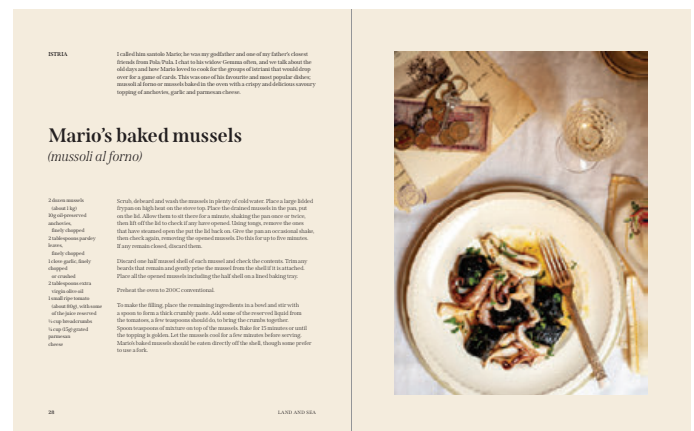 ISTRIA
I called him santolo Mario; he was my godfather and one of my father's closest
friends from Pola/Pula. I chat to his widow Gemma often, and we talk about the
old days and how Mario loved to cook for the groups of istriani that would drop
over for a game of cards. This was one of his favourite and most popular dishes,
mussoli al forno or mussels baked in the oven with a crispy and delicious savoury
topping of anchovies, garlic and parmesan cheese.
Mario's baked mussels
(mussoli al forno)
2 dozen mussels
(about 1 kg)
10g oil-preserved
anchovies,
finely chopped
2 tablespoons parsley
leaves,
finely chopped
1 clove garlic, finely
chopped
or crushed
2 tablespoons extra
virgin olive oil
1 small ripe tomato
(about 80g), with some
of the juice reserved
cup breadcrumbs
cup (15g) grated
parmesan
cheese
Scrub, debeard and wash the mussels in plenty of cold water. Place a large lidded
frypan on high heat on the stove top. Place the drained mussels in the pan, put
on the lid. Allow them to sit there for a minute, shaking the pan once or twice,
then lift off the lid to check if any have opened. Using tongs, remove the ones
that have steamed open the put the lid back on. Give the pan an occasional shake,
then check again, removing the opened mussels. Do this for up to five minutes.
If any remain closed, discard them.
Discard one half mussel shell of each mussel and check the contents. Trim any
beards that remain and gently prise the mussel from the shell if it is attached.
Place all the opened mussels including the half shell on a lined baking tray.
Preheat the oven to 200C conventional.
To make the filling, place the remaining ingredients in a bowl and stir with
a spoon to form a thick crumbly paste. Add some of the reserved liquid from
the tomatoes, a few teaspoons should do, to bring the crumbs together.
Spoon teaspoons of mixture on top of the mussels. Bake for 15 minutes or until
the topping is golden. Let the mussels cool for a few minutes before serving.
Mario's baked mussels should be eaten directly off the shell, though some prefer
to use a fork.
28
LAND AND SEA